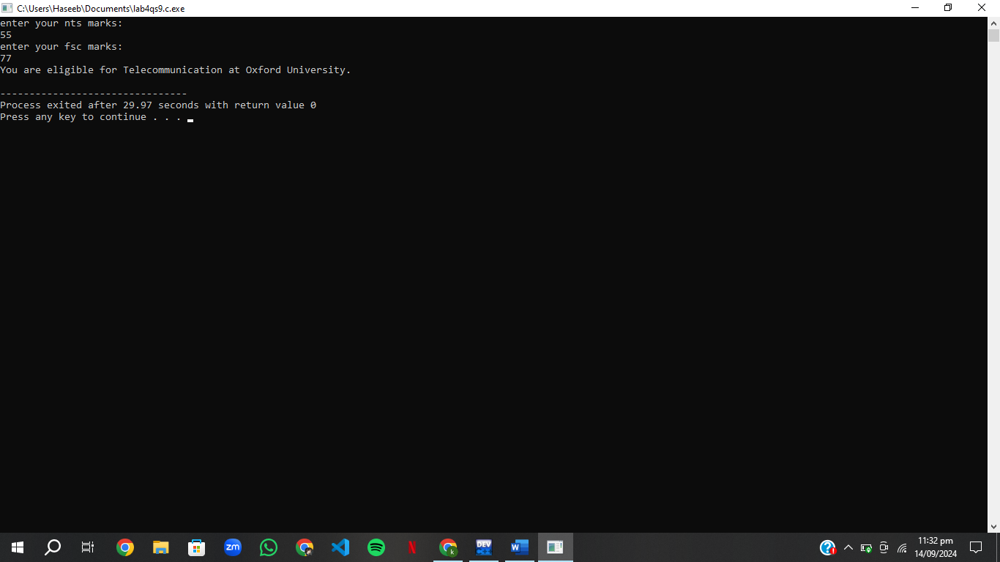 C:\Users\Haseeb\Documents\lab4qs9.c.exe
enter your nts marks:
55
enter your fsc marks:
77
You are eligible for Telecommunication at Oxford University.
--------------------------------
Process exited after 29.97 seconds with return value 0
Press any key to continue . . .
zm
k
DEV
C++
W
N
11:32 pm
14/09/2024